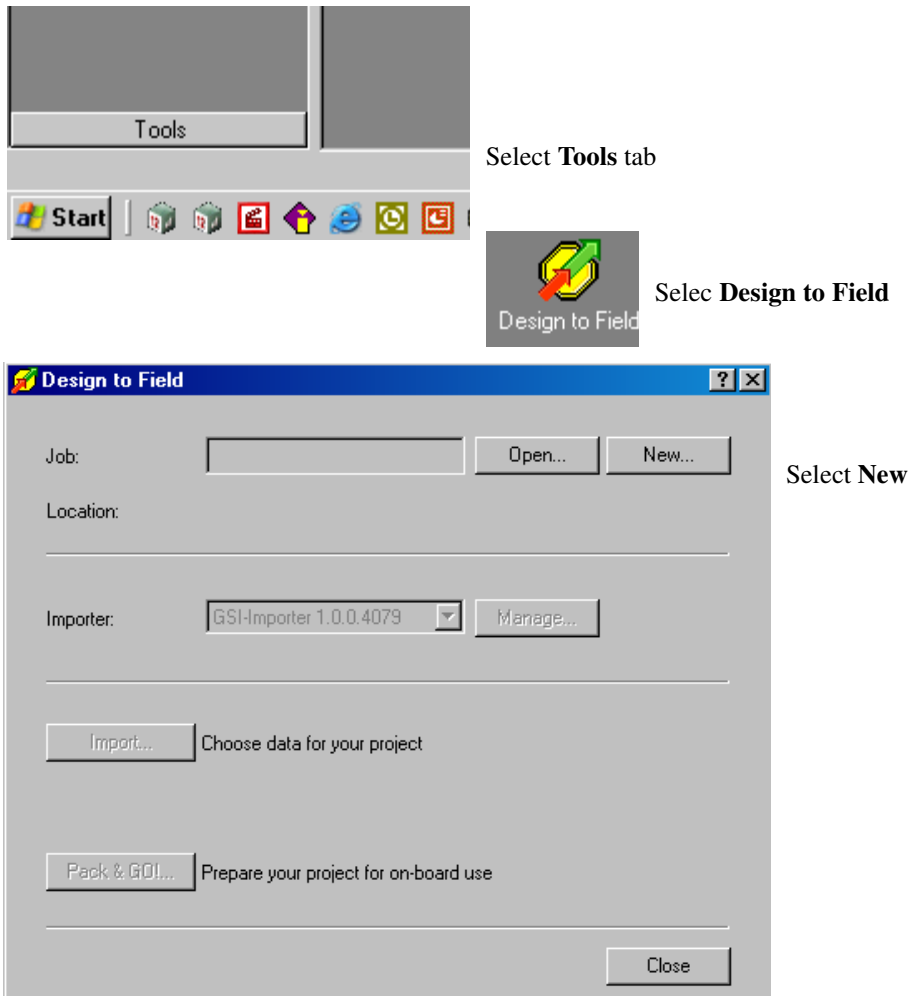 Tools
Select Tools tab
Start
Design to Field
Selec Design to Field
Design to Field
Job:
Open...
New...
Select New
Location:
Importer:
GSI-Importer 1.0.0.4079
Manage...
Import...
Choose data for your project
Pack & GO!...
Prepare your project for on-board use
Close